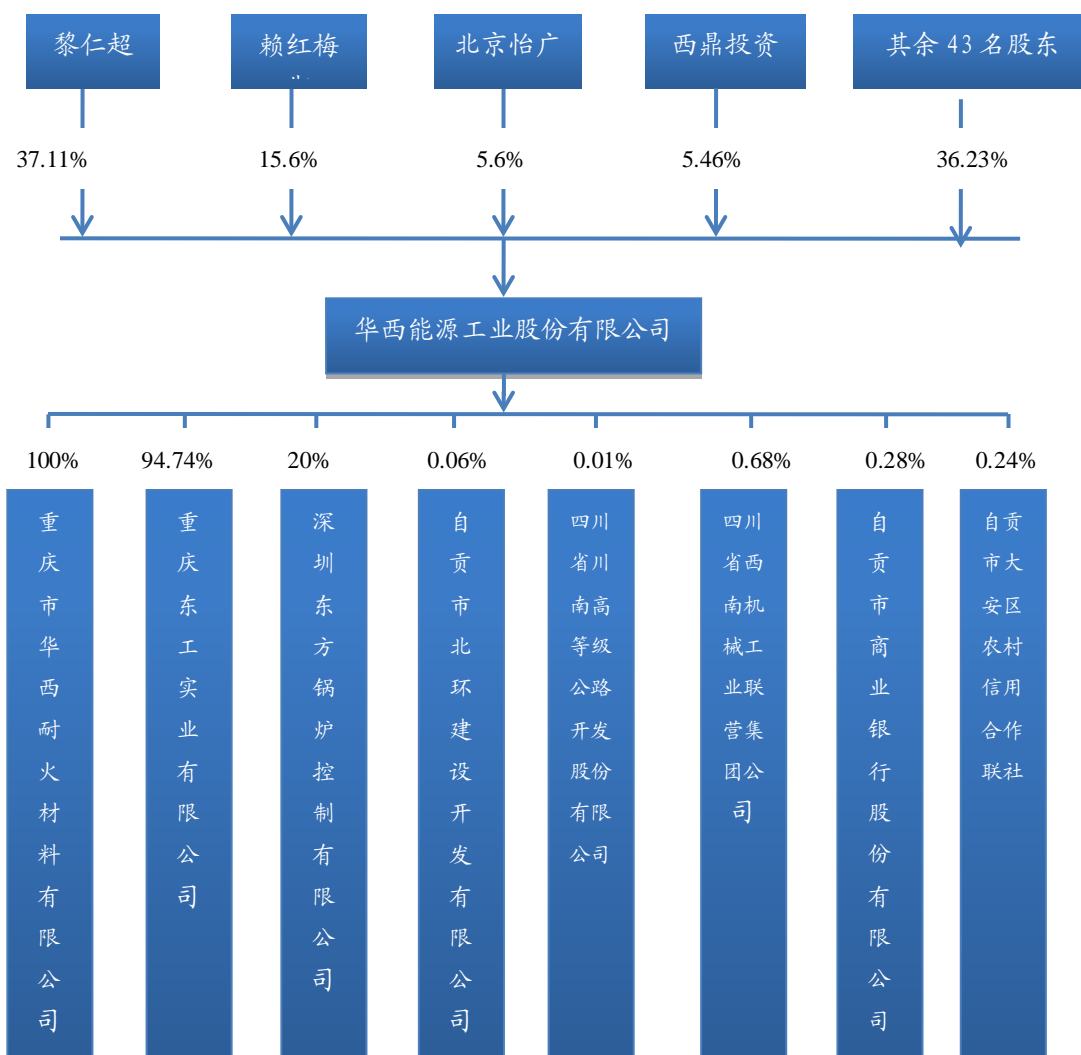 黎仁超
赖红梅
北京怡广
西鼎投资
其余 43 名股东
37.11%
15.6%
5.6%
5.46%
36.23%
华西能源工业股份有限公司
100%
94.74%
20%
0.06%
0.01%
0.68%
0.28%
0.24%
重庆市华西耐火材料有限公司
重庆东工实业有限公司
深圳东方锅炉控制有限公司
自贡市北环建设开发有限公司
四川
省川
南高
等级
公路
开发
股份
有限
公司
四川
省西
南机
械工
业联
营集
团公
司
自贡市商业银行股份有限公司
自贡
市大
安区
农村
信用
合作
联社